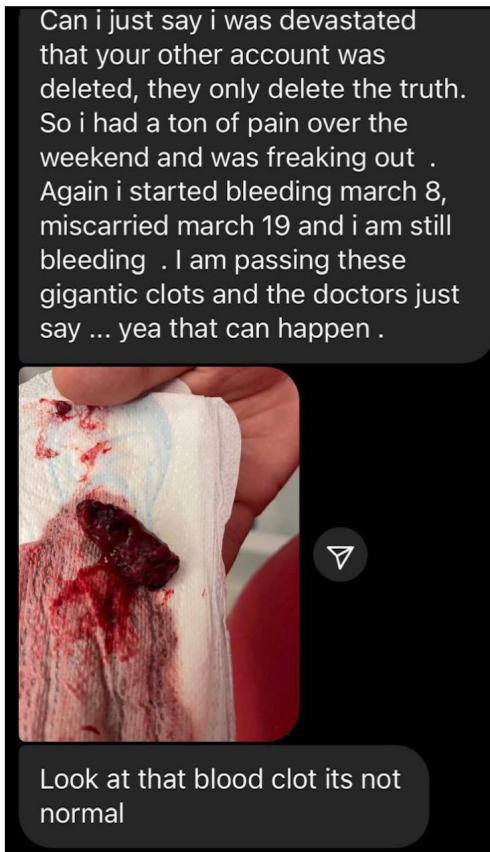 Can i just say i was devastated
that your other account was
deleted, they only delete the truth.
So i had a ton of pain over the
weekend and was freaking out .
Again i started bleeding march 8,
miscarried march 19 and i am still
bleeding . I am passing these
gigantic clots and the doctors just
say ... yea that can happen .
Look at that blood clot its not
normal